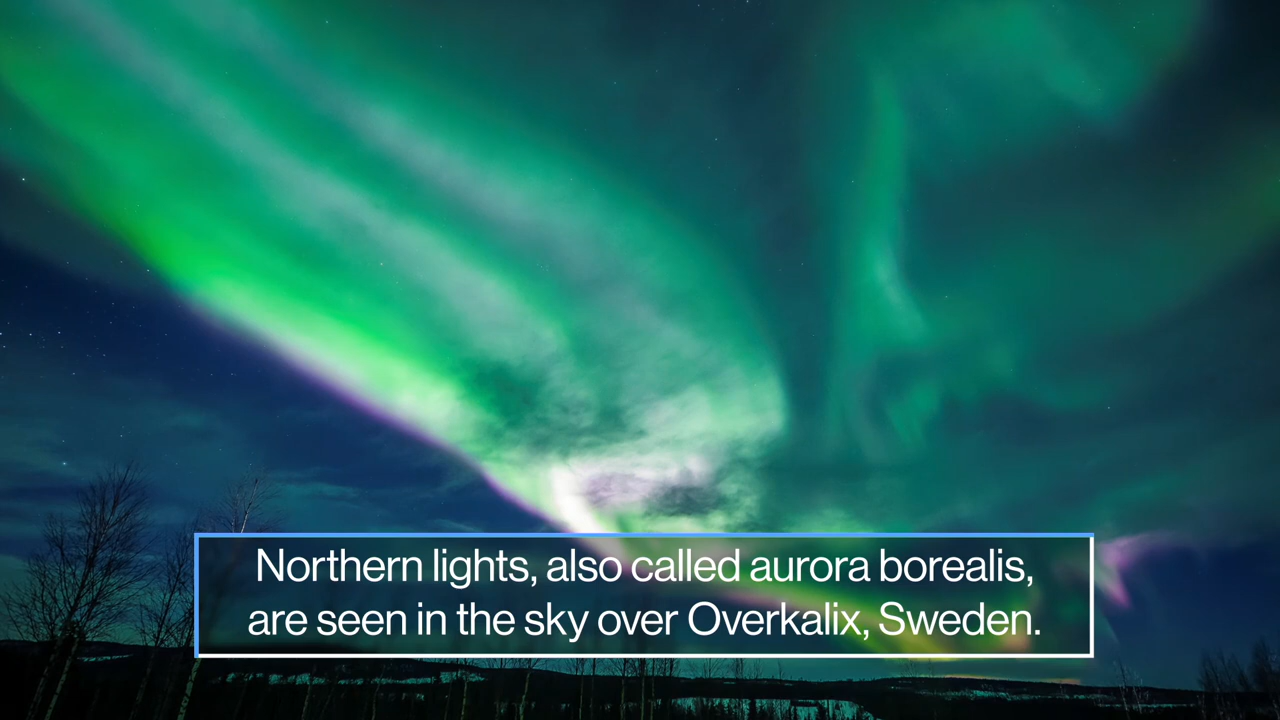 Northern lights, also called aurora borealis,
are seen in the sky over Overkalix, Sweden.